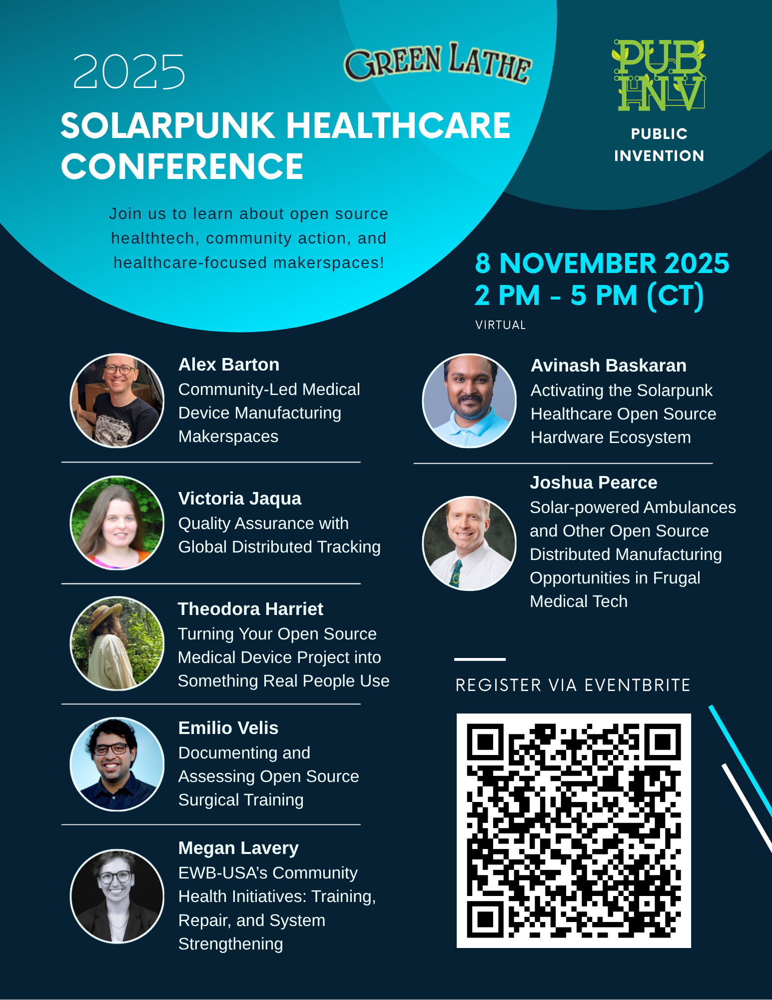 2025
GREEN LATHE
PUB
INV
PUBLIC
INVENTION
SOLARPUNK HEALTHCARE
CONFERENCE
Join us to learn about open source
healthtech, community action, and
healthcare-focused makerspaces!
8 NOVEMBER 2025
2 PM - 5 PM (CT)
VIRTUAL
Alex Barton
Community-Led Medical
Device Manufacturing
Makerspaces
Victoria Jaqua
Quality Assurance with
Global Distributed Tracking
Theodora Harriet
Turning Your Open Source
Medical Device Project into
Something Real People Use
Emilio Velis
Documenting and
Assessing Open Source
Surgical Training
Megan Lavery
EWB-USA’s Community
Health Initiatives: Training,
Repair, and System
Strengthening
Avinash Baskaran
Activating the Solarpunk
Healthcare Open Source
Hardware Ecosystem
Joshua Pearce
Solar-powered Ambulances
and Other Open Source
Distributed Manufacturing
Opportunities in Frugal
Medical Tech
REGISTER VIA EVENTBRITE